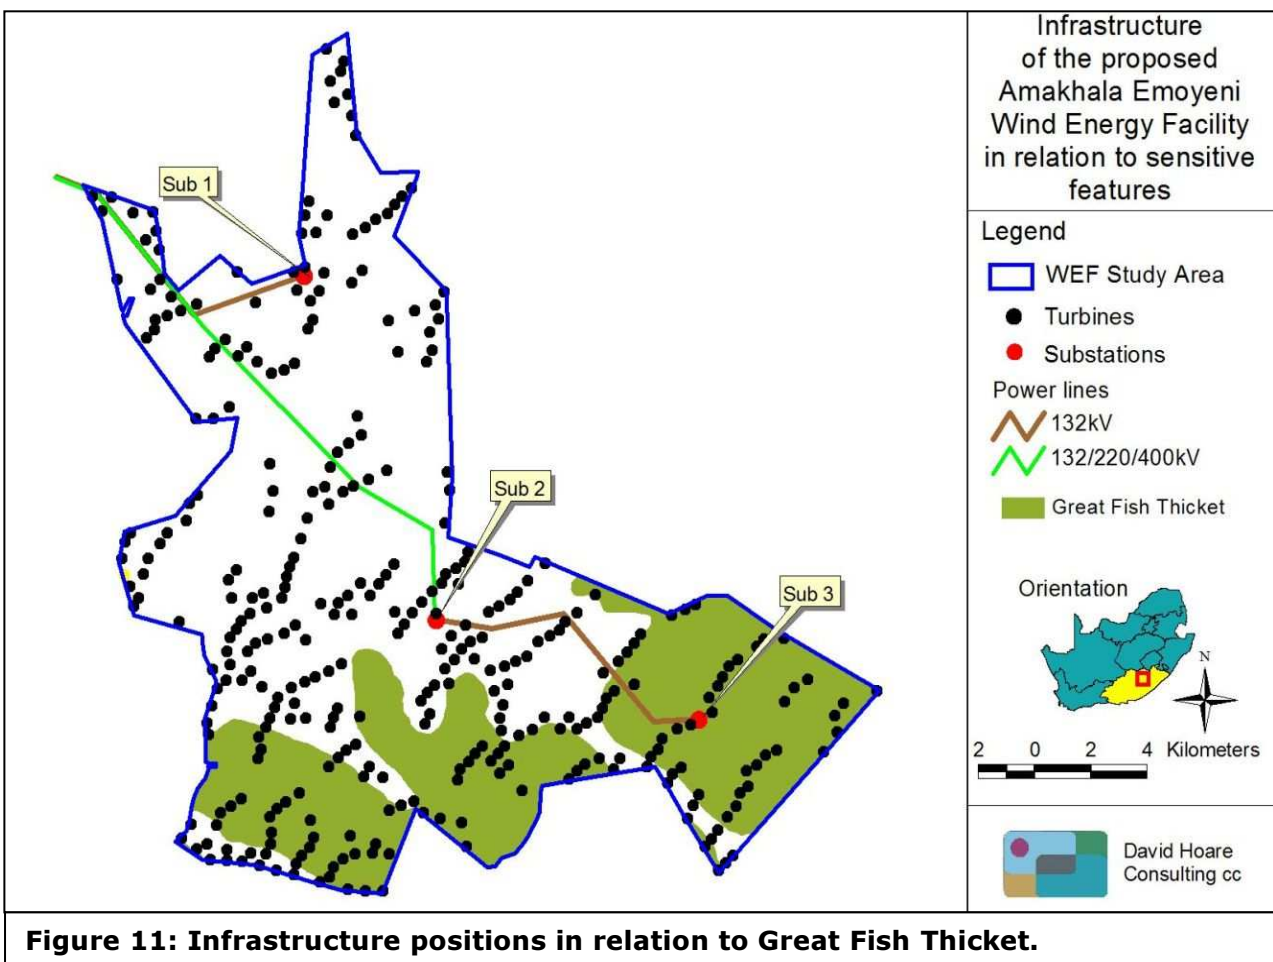 Infrastructure
of the proposed
Amakhala Emoyeni
Wind Energy Facility
in relation to sensitive
features
Legend
WEF Study Area
Turbines
Substations
Power lines
132kV
132/220/400kV
Great Fish Thicket
Orientation
N
2 0 2 4 Kilometers
David Hoare
Consulting cc
Sub 1
Sub 2
Sub 3
Figure 11: Infrastructure positions in relation to Great Fish Thicket.